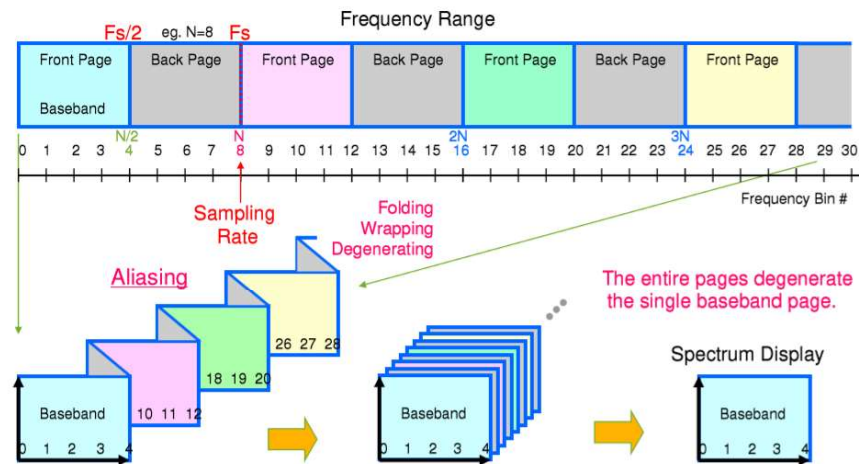 Frequency Range
Fs/2 eg. N=8 Fs
Front Page Back Page Front Page Back Page Front Page Back Page Front Page
Baseband
N/2 N 2N 3N
0 1 2 3 4 5 6 7 8 9 10 11 12 13 14 15 16 17 18 19 20 21 22 23 24 25 26 27 28 29 30
Frequency Bin #
Sampling
Rate
Folding
Wrapping
Degenerating
Aliasing
The entire pages degenerate
the single baseband page.
26 27 28
18 19 20
10 11 12
Baseband
0 1 2 3 4
Baseband
0 1 2 3 4
Spectrum Display
Baseband
0 1 2 3 4